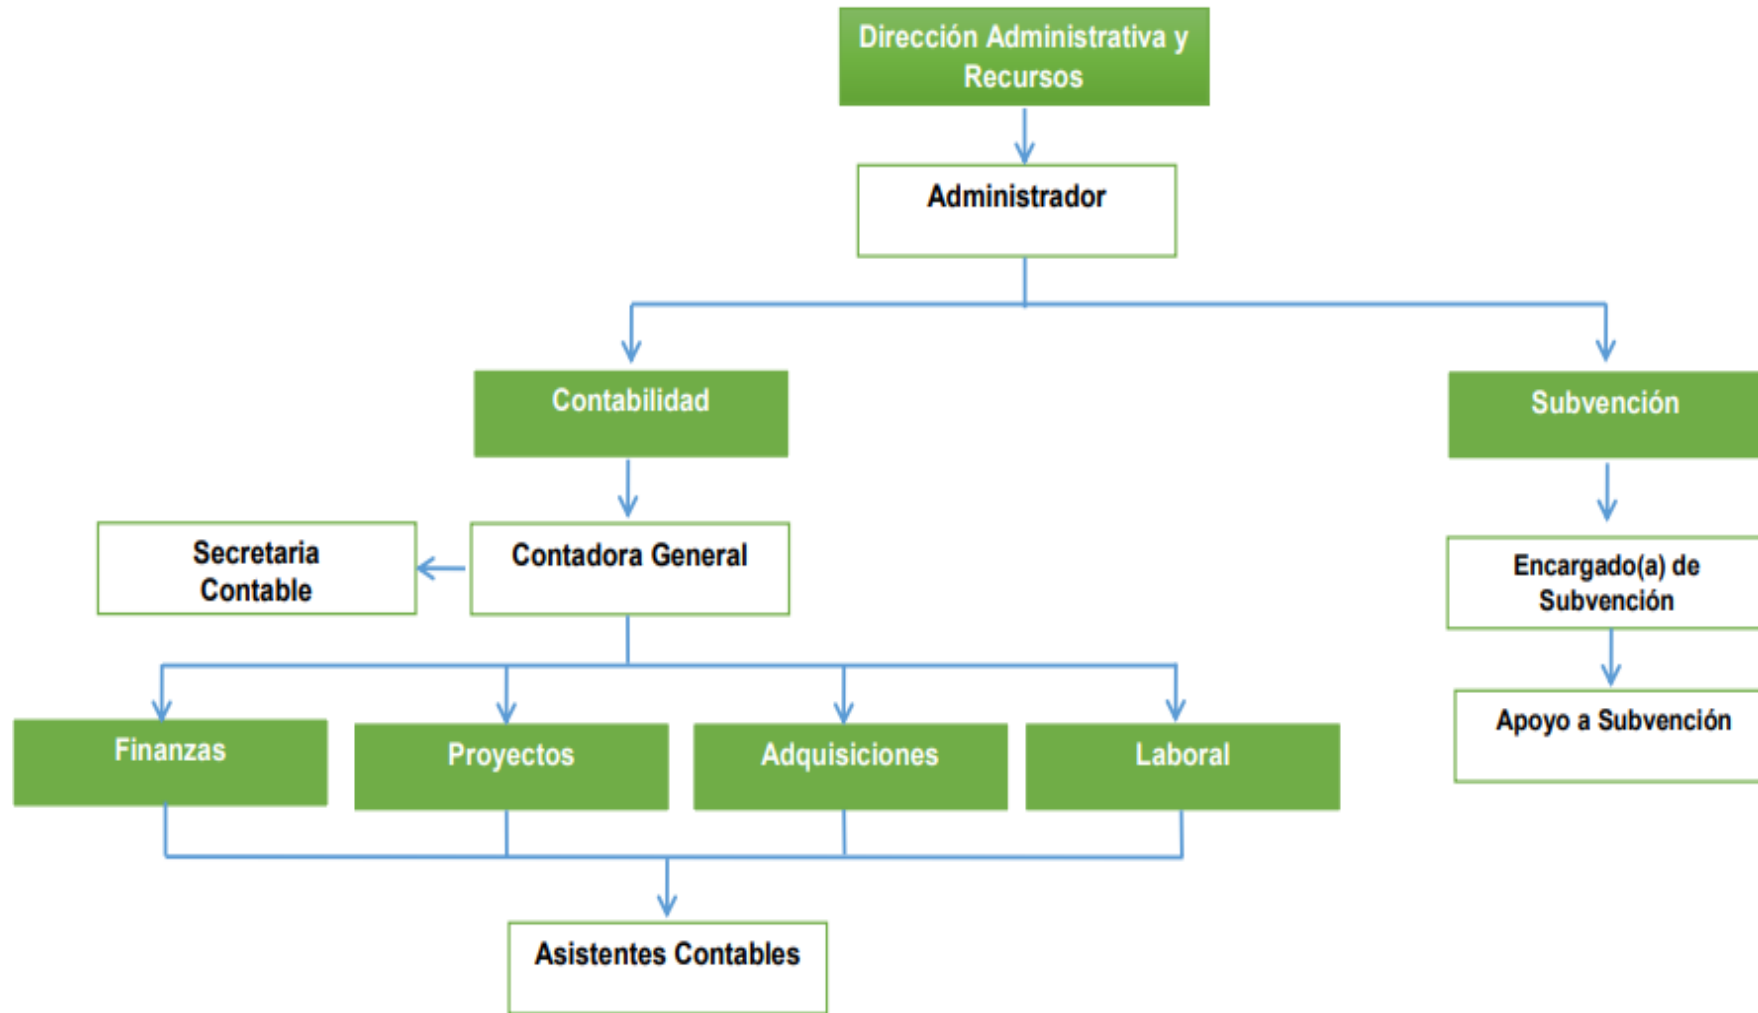 Dirección Administrativa y
Recursos
Administrador
Contabilidad
Subvención
Secretaria
Contable
Contadora General
Encargado(a) de
Subvención
Apoyo a Subvención
Finanzas
Proyectos
Adquisiciones
Laboral
Asistentes Contables